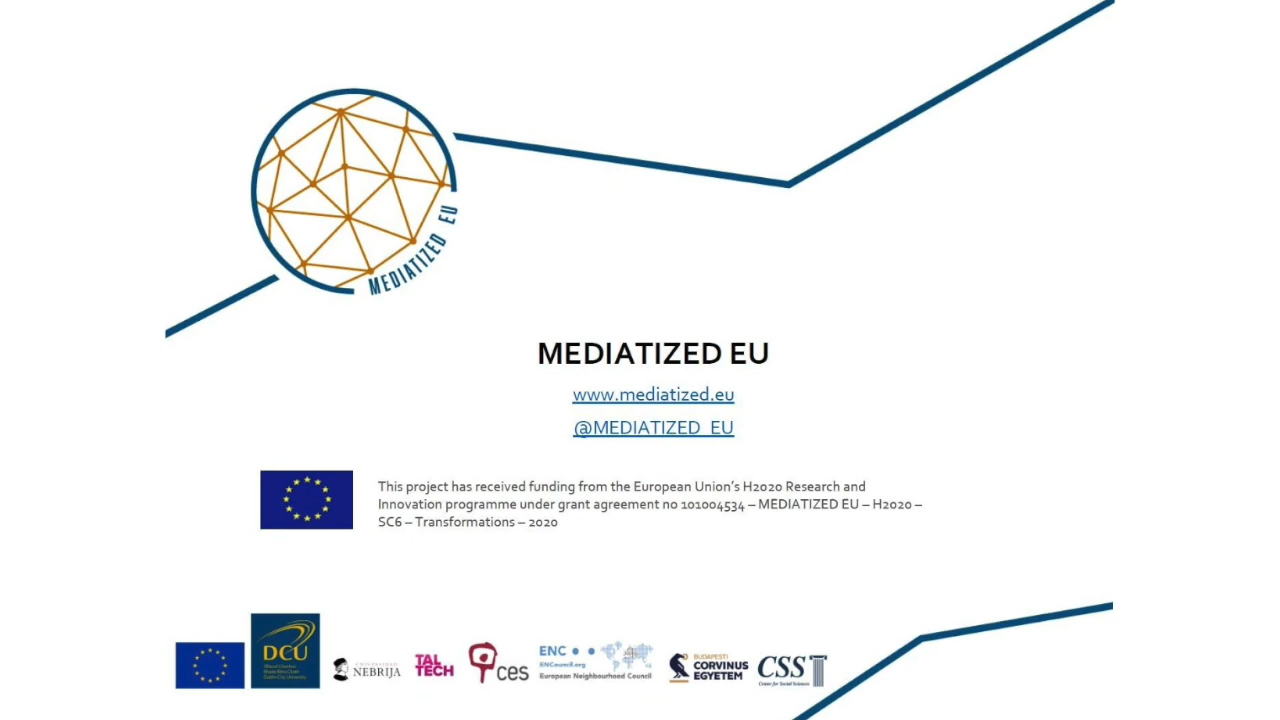 MEDIATIZED EU
MEDIATIZED EU
www.mediatized.eu
@MEDIATIZED_EU
This project has received funding from the European Union's H2020 Research and
Innovation programme under grant agreement no 101004534 – MEDIATIZED EU – H2020 –
SC6 – Transformations – 2020
DCU
UNIVERSIDAD
NEBRIJA
TAL
TECH
ces
ENC
ENCouncil.org
European Neighbourhood Council
BUDAPESTI
CORVINUS
EGYETEM
CSS
Center for Social Sciences